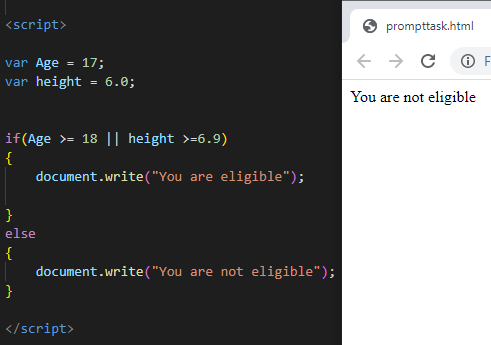 <script>
var Age = 17;
var height = 6.0;
if(Age >= 18 || height >=6.9)
{
document.write("You are eligible");
}
else
{
document.write("You are not eligible");
}
</script>
prompttask.html
F
You are not eligible